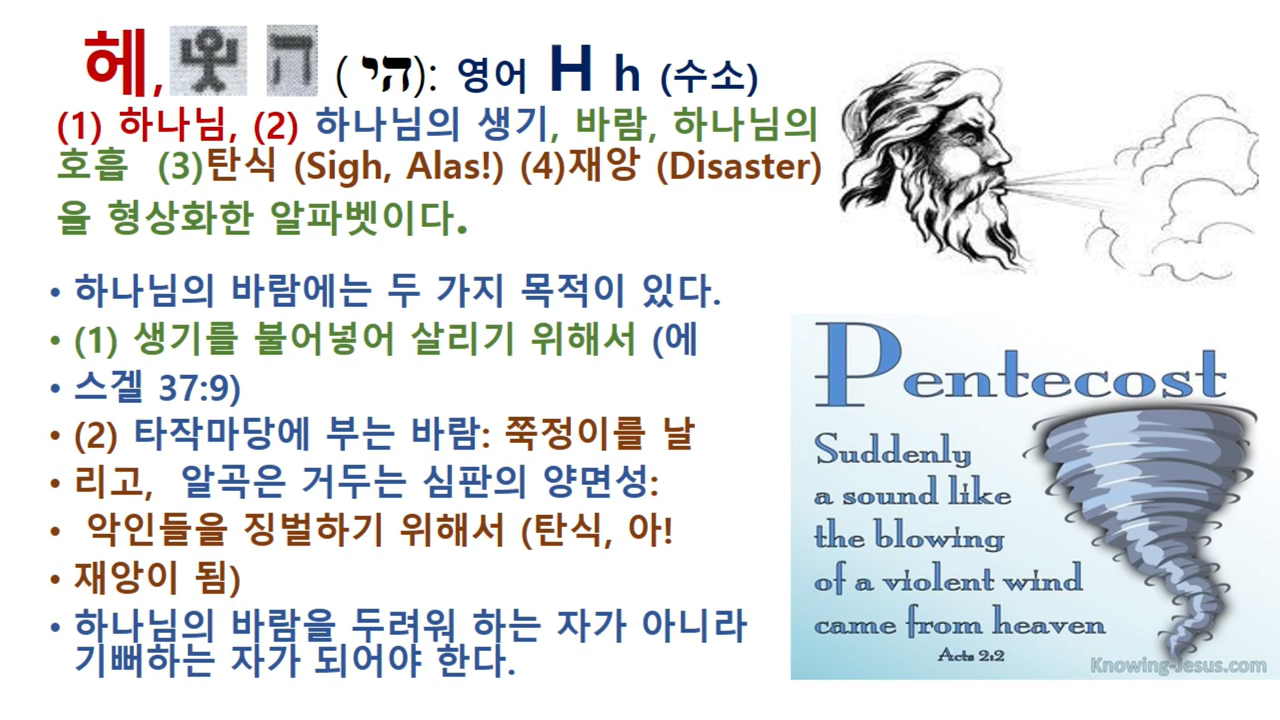 헤, ה ( הי): 영어 H h (수소)
(1) 하나님, (2) 하나님의 생기, 바람, 하나님의
호흡 (3)탄식 (Sigh, Alas!) (4)재앙 (Disaster)
을 형상화한 알파벳이다.
• 하나님의 바람에는 두 가지 목적이 있다.
• (1) 생기를 불어넣어 살리기 위해서 (에
• 스겔 37:9)
• (2) 타작마당에 부는 바람: 쭉정이를 날
• 리고, 알곡은 거두는 심판의 양면성:
• 악인들을 징벌하기 위해서 (탄식, 아!
• 재앙이 됨)
• 하나님의 바람을 두려워 하는 자가 아니라
기뻐하는 자가 되어야 한다.
Pentecost
Suddenly
a sound like
the blowing
of a violent wind
came from heaven
Acts 2:2
Knowing-Jesus.com